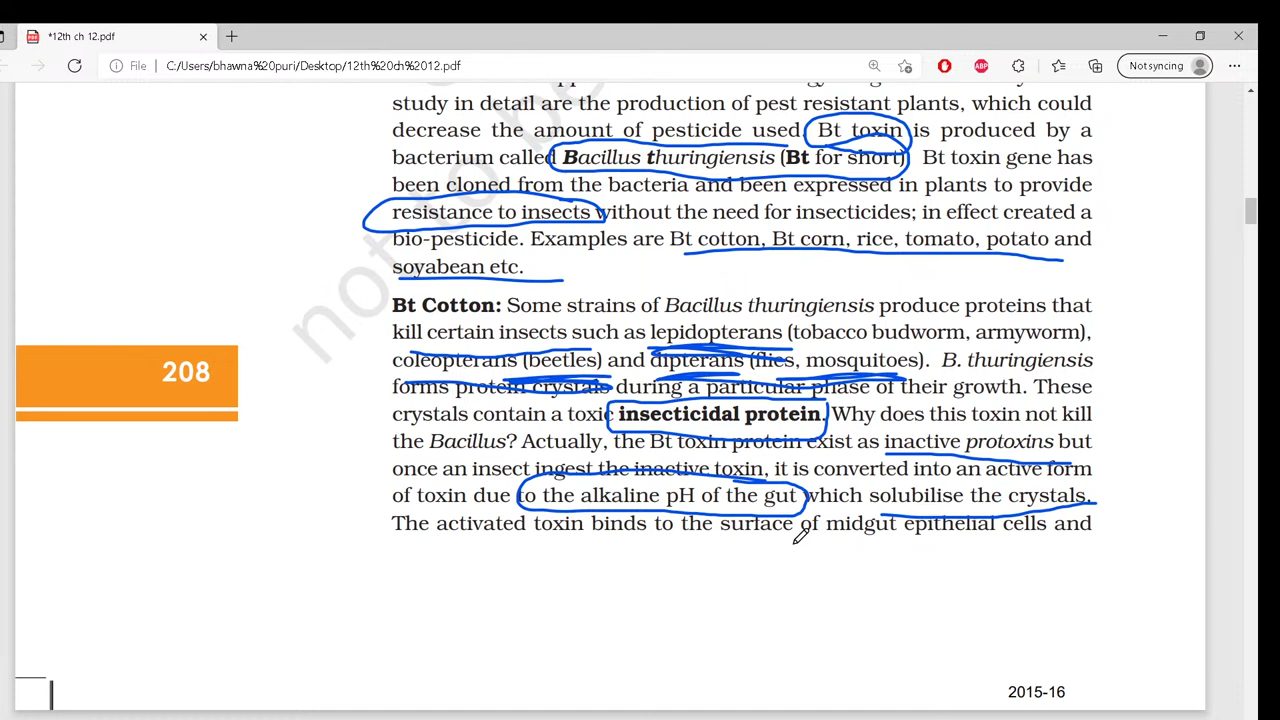 *12th ch 12.pdf
File
C:/Users/bhawna%20puri/Desktop/12th%20ch%2012.pdf
ABP
Not syncing
study in detail are the production of pest resistant plants, which could
decrease the amount of pesticide used. Bt toxin is produced by a
bacterium called Bacillus thuringiensis (Bt for short). Bt toxin gene has
been cloned from the bacteria and been expressed in plants to provide
resistance to insects without the need for insecticides; in effect created a
bio-pesticide. Examples are Bt cotton, Bt corn, rice, tomato, potato and
soyabean etc.
Bt Cotton: Some strains of Bacillus thuringiensis produce proteins that
kill certain insects such as lepidopterans (tobacco budworm, armyworm),
coleopterans (beetles) and dipterans (flies, mosquitoes). B. thuringiensis
forms protein crystals during a particular phase of their growth. These
crystals contain a toxic insecticidal protein. Why does this toxin not kill
the Bacillus? Actually, the Bt toxin protein exist as inactive protoxins but
once an insect ingest the inactive toxin, it is converted into an active form
of toxin due to the alkaline pH of the gut which solubilise the crystals.
The activated toxin binds to the surface of midgut epithelial cells and
208
not to be
2015-16